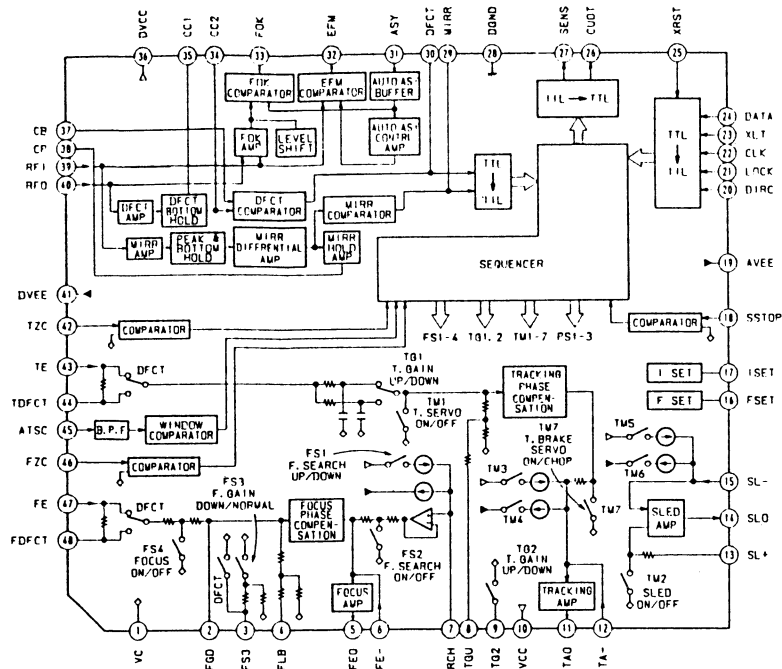 DVCC
CC1
CC2
FOK
EFM
ASY
DFCT
MIRR
DGND
SENS
COUT
XRST
36
35
34
33
32
31
30
29
28
27
26
25
FOK
COMPARATOR
EFM
COMPARATOR
AUTO ASY
BUFFER
TTL → TTL
CB 37
CP 38
RFI 39
RFO 40
FOK
AMP
LEVEL
SHIFT
AUTO ASY
CONTRL
AMP
TTL
↓
TTL
TTL
↓
TTL
24 DATA
23 XLT
22 CLK
21 LOCK
20 DIRC
DFCT
AMP
DFCT
BOTTOM
HOLD
DFCT
COMPARATOR
MIRR
COMPARATOR
MIRR
AMP
PEAK &
BOTTOM
HOLD
MIRR
DIFFERENTIAL
AMP
MIRR
HOLD
AMP
SEQUENCER
19 AVEE
DVEE 41
TZC 42
COMPARATOR
FS1-4
TG1.2
TM1-7
PS1-3
COMPARATOR
18 SSTOP
TE 43
DFCT
TDFCT 44
TG1
T. GAIN
UP/DOWN
TM1
T. SERVO
ON/OFF
TRACKING
PHASE
COMPEN-
SATION
I SET
17 ISET
F SET
16 FSET
ATSC 45
B.P.F
WINDOW
COMPARATOR
FZC 46
COMPARATOR
FS1
F. SEARCH
UP/DOWN
TM7
T. BRAKE
SERVO
ON/CHOP
TM5
TM6
TM3
TM4
TM7
15 SL-
SLED
AMP
14 SLO
13 SL+
TM2
SLED
ON/OFF
FE 47
DFCT
FDFCT 48
FS3
F. GAIN
DOWN/NORMAL
FS4
FOCUS
ON/OFF
DFCT
FOCUS
PHASE
COMPEN-
SATION
FS2
F. SEARCH
ON/OFF
TG2
T. GAIN
UP/DOWN
FOCUS
AMP
TRACKING
AMP
1
2
3
4
5
6
7
8
9
10
11
12
VC
FGD
FS3
FLB
FEO
FE-
RCH
TGU
TG2
VCC
TAO
TA-